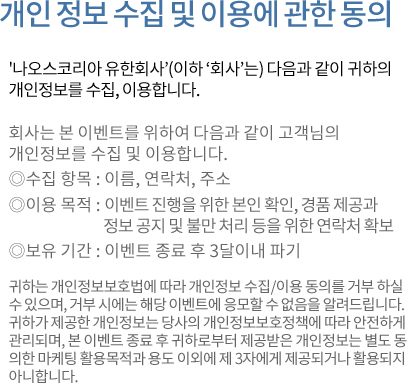 개인 정보 수집 및 이용에 관한 동의
'나오스코리아 유한회사’(이하 ‘회사’는) 다음과 같이 귀하의
개인정보를 수집, 이용합니다.
회사는 본 이벤트를 위하여 다음과 같이 고객님의
개인정보를 수집 및 이용합니다.
◎수집 항목 : 이름, 연락처, 주소
◎이용 목적 : 이벤트 진행을 위한 본인 확인, 경품 제공과
정보 공지 및 불만 처리 등을 위한 연락처 확보
◎보유 기간 : 이벤트 종료 후 3달이내 파기
귀하는 개인정보보호법에 따라 개인정보 수집/이용 동의를 거부 하실
수 있으며, 거부 시에는 해당 이벤트에 응모할 수 없음을 알려드립니다.
귀하가 제공한 개인정보는 당사의 개인정보보호정책에 따라 안전하게
관리되며, 본 이벤트 종료 후 귀하로부터 제공받은 개인정보는 별도 동
의한 마케팅 활용목적과 용도 이외에 제 3자에게 제공되거나 활용되지
아니합니다.